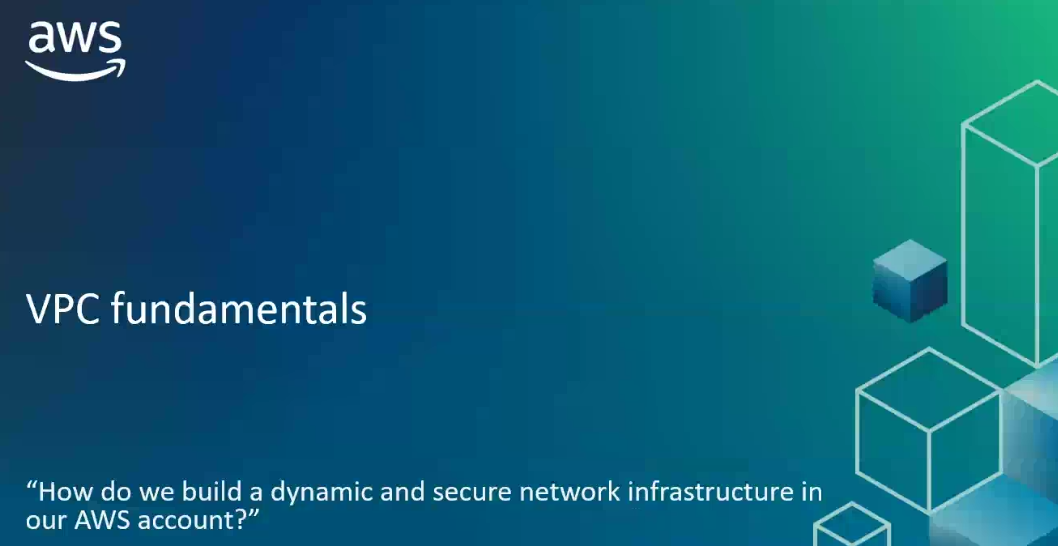 aws
VPC fundamentals
“How do we build a dynamic and secure network infrastructure in
our AWS account?”